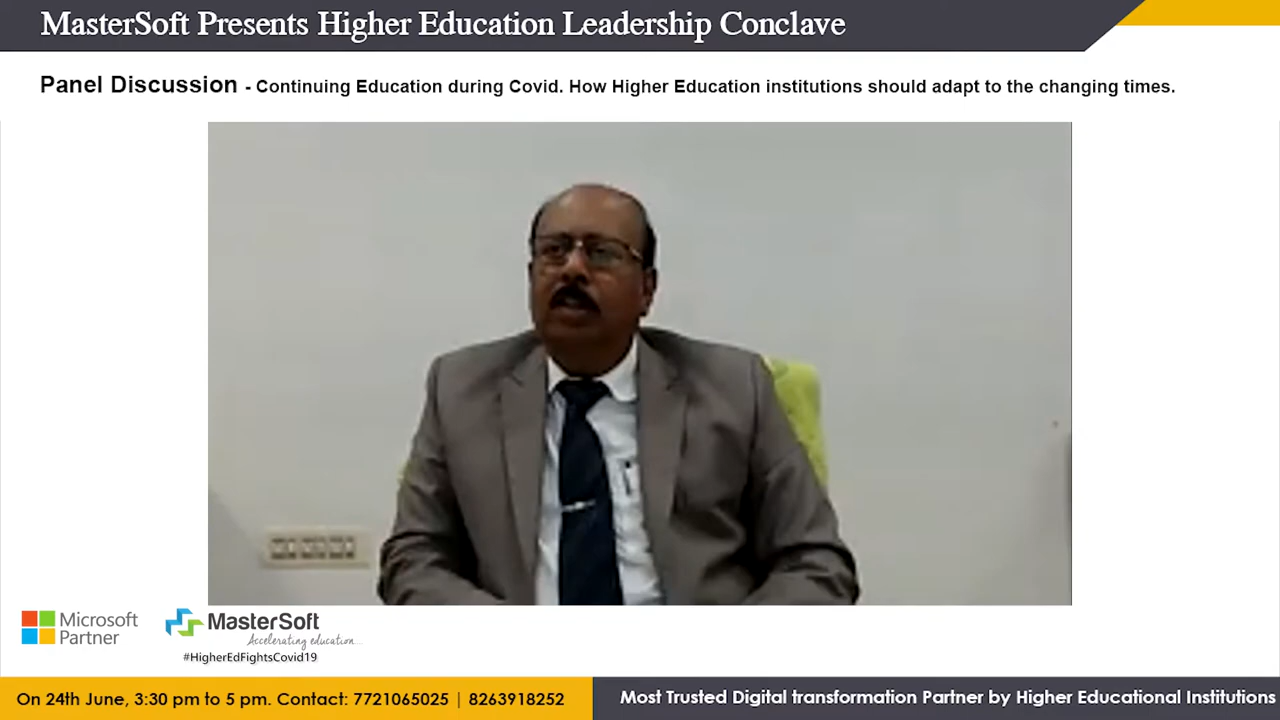 MasterSoft Presents Higher Education Leadership Conclave
Panel Discussion - Continuing Education during Covid. How Higher Education institutions should adapt to the changing times.
Microsoft
Partner
MasterSoft
Accelerating education...
#HigherEdFightsCovid19
On 24th June, 3:30 pm to 5 pm. Contact: 7721065025 | 8263918252
Most Trusted Digital transformation Partner by Higher Educational Institutions